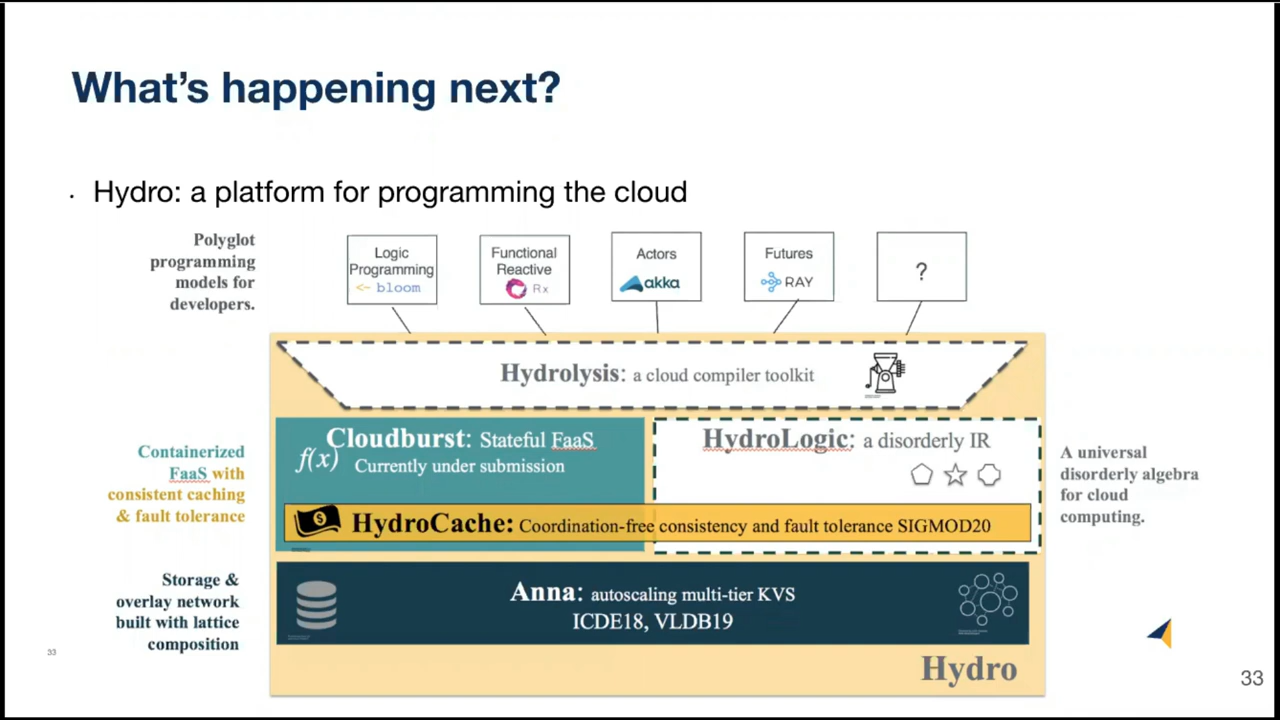 What's happening next?
· Hydro: a platform for programming the cloud
Polyglot
programming
models for
developers.
Logic
Programming
<- bloom
Functional
Reactive
Rx
Actors
akka
Futures
RAY
?
Hydrolysis: a cloud compiler toolkit
Containerized
FaaS with
consistent caching
& fault tolerance
f(x)
Cloudburst: Stateful FaaS
Currently under submission
HydroLogic: a disorderly IR
$
HydroCache: Coordination-free consistency and fault tolerance SIGMOD20
A universal
disorderly algebra
for cloud
computing.
Storage &
overlay network
built with lattice
composition
Anna: autoscaling multi-tier KVS
ICDE18, VLDB19
Hydro
33
33